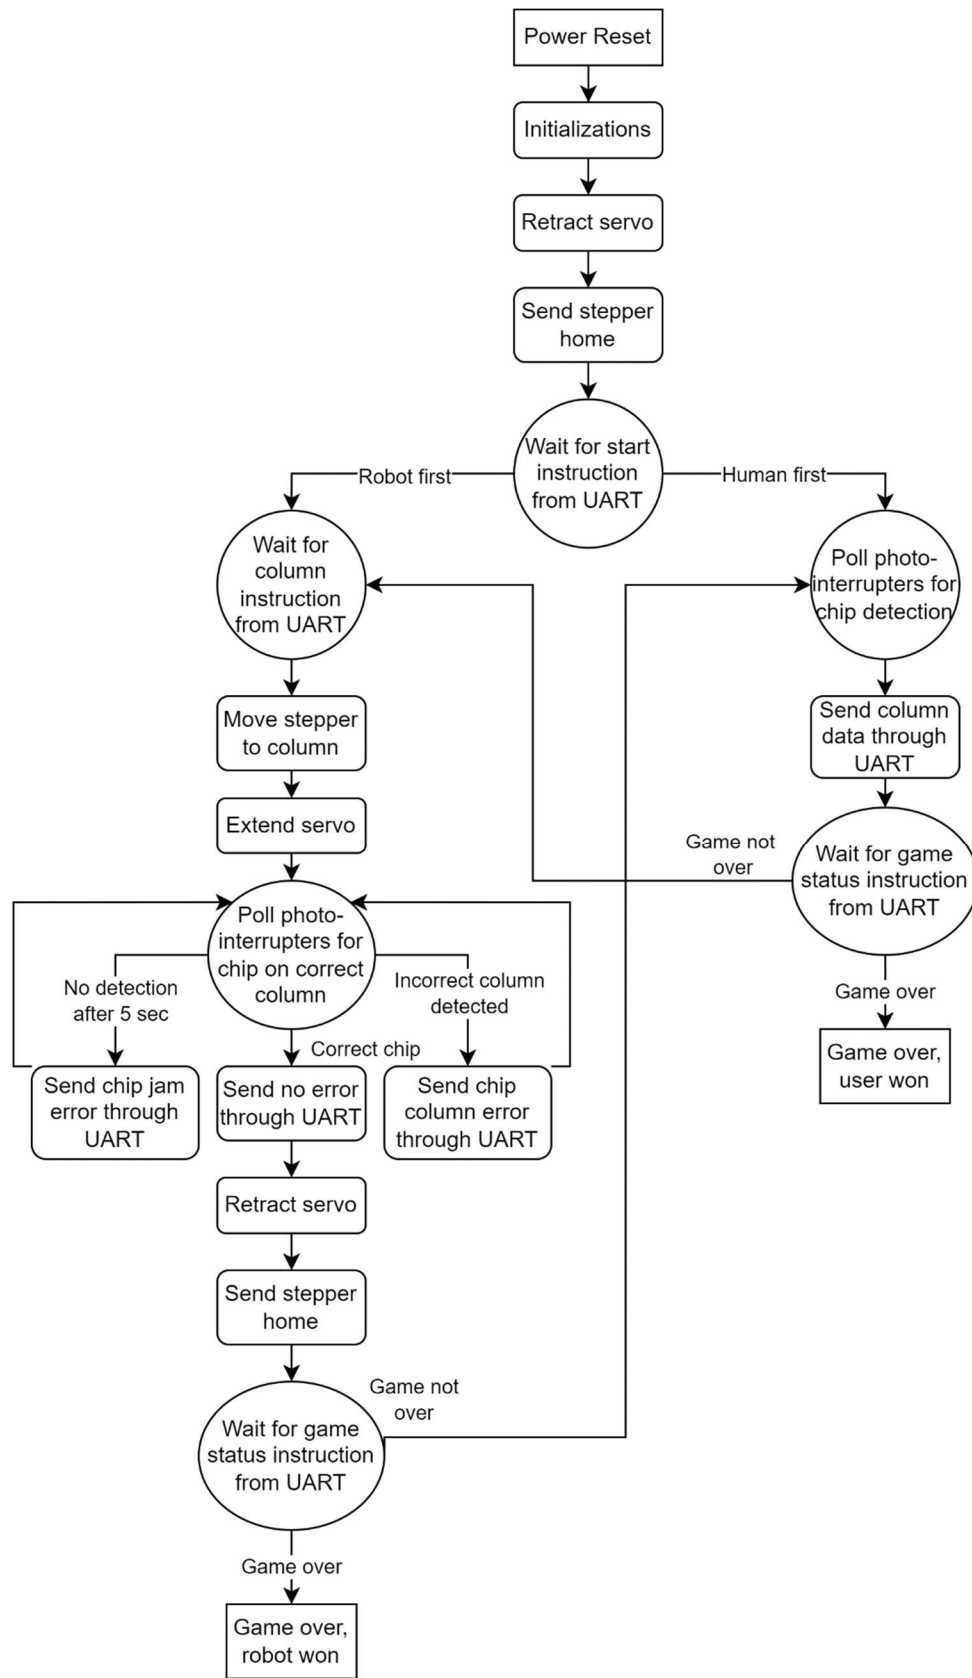 Power Reset
Initializations
Retract servo
Send stepper
home
Wait for start
instruction
from UART
Robot first
Human first
Wait for
column
instruction
from UART
Poll photo-
interrupters for
chip detection
Move stepper
to column
Send column
data through
UART
Extend servo
Game not
over
Wait for game
status instruction
from UART
Poll photo-
interrupters for
chip on correct
column
No detection
after 5 sec
Incorrect column
detected
Game over
Correct chip
Game over,
user won
Send chip jam
error through
UART
Send no error
through UART
Send chip
column error
through UART
Retract servo
Send stepper
home
Game not
over
Wait for game
status instruction
from UART
Game over
Game over,
robot won